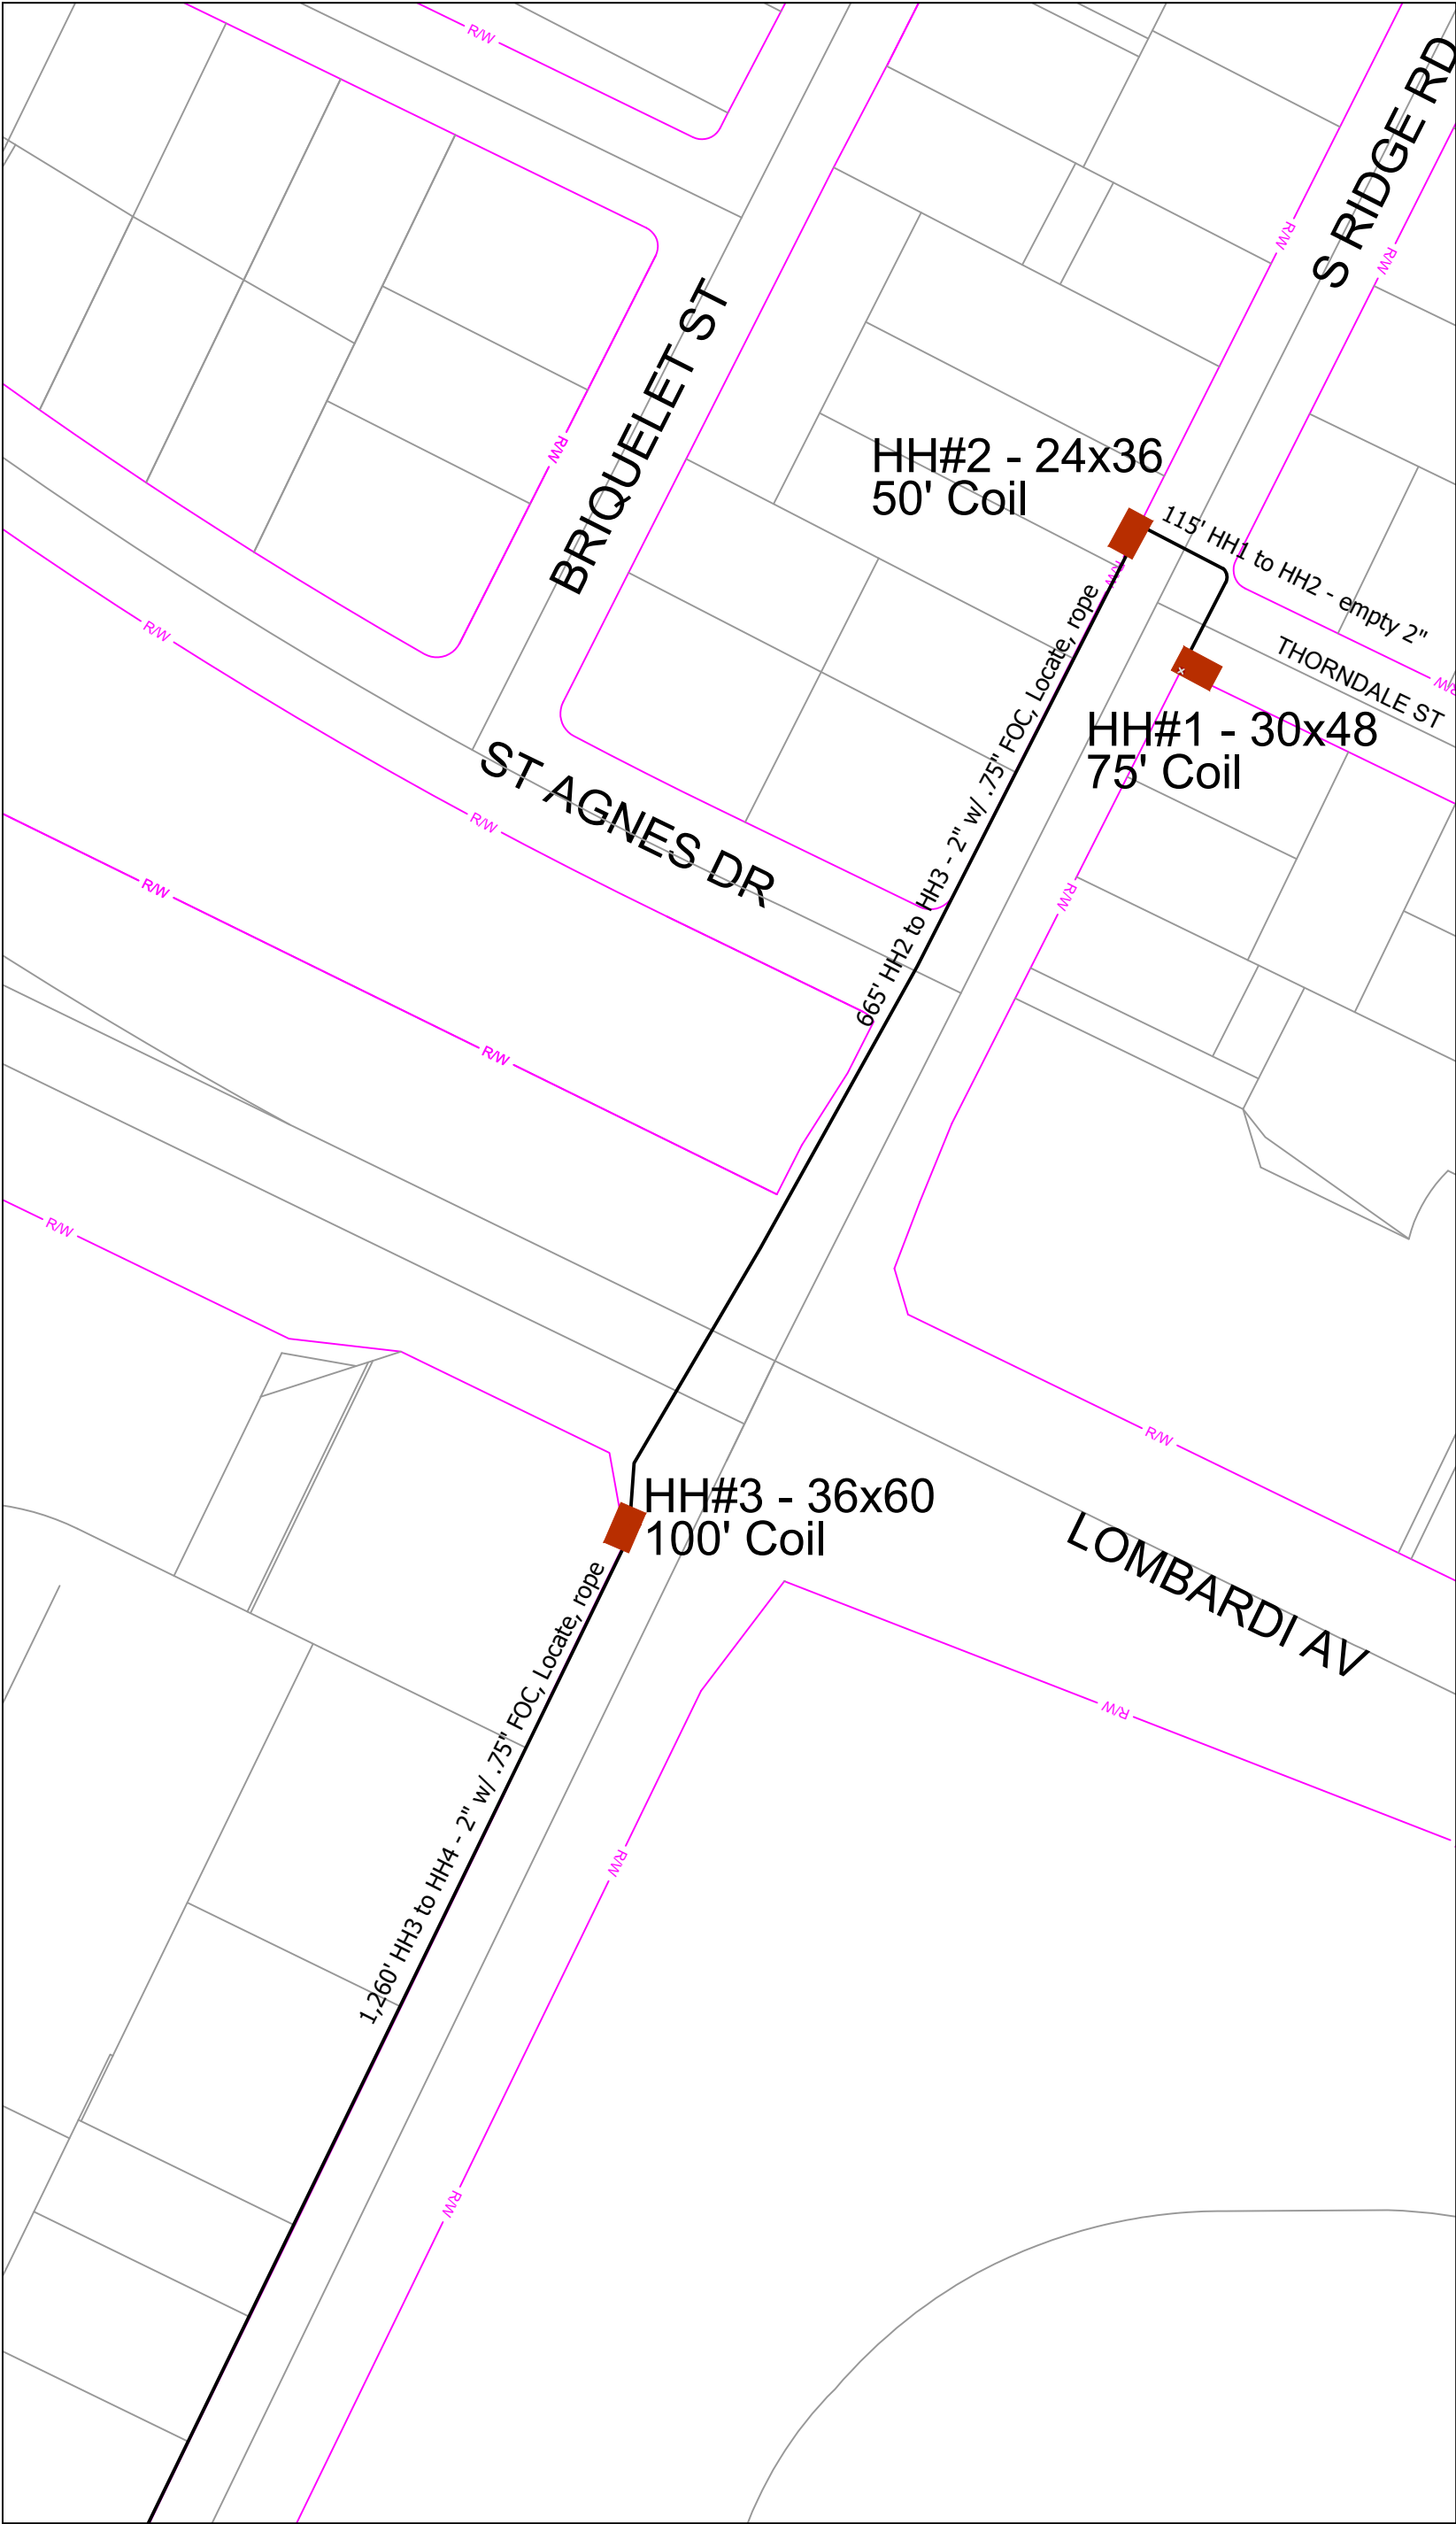 R/W
S RIDGE RD
R/W
R/W
BRIQUELET ST
R/W
HH#2 - 24x36
50' Coil
115' HH1 to HH2 - empty 2"
R/W
R/W
THORNDALE ST
R/W
HH#1 - 30x48
75' Coil
665' HH2 to HH3 - 2" w/ .75" FOC, Locate, rope
ST AGNES DR
R/W
R/W
R/W
R/W
R/W
R/W
HH#3 - 36x60
100' Coil
LOMBARDI AV
1,260' HH3 to HH4 - 2" w/ .75" FOC, Locate, rope
R/W
R/W
R/W